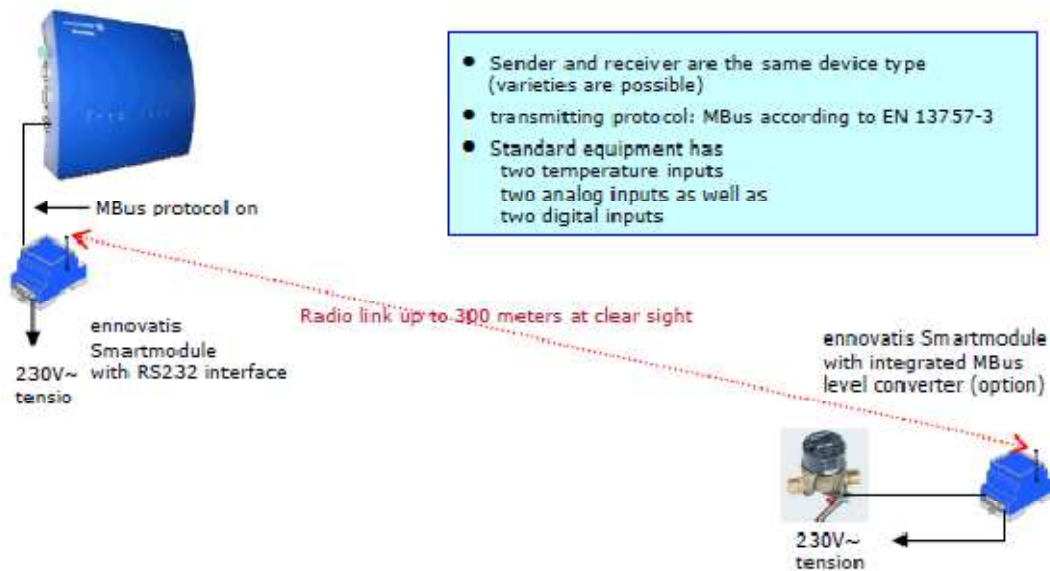 ● Sender and receiver are the same device type
(varieties are possible)
● transmitting protocol: MBus according to EN 13757-3
● Standard equipment has
two temperature inputs
two analog inputs as well as
two digital inputs
MBus protocol on
Radio link up to 300 meters at clear sight
ennovatis
Smartmodule
with RS232 interface
230V~
tensio
ennovatis Smartmodule
with integrated MBus
level converter (option)
230V~
tension